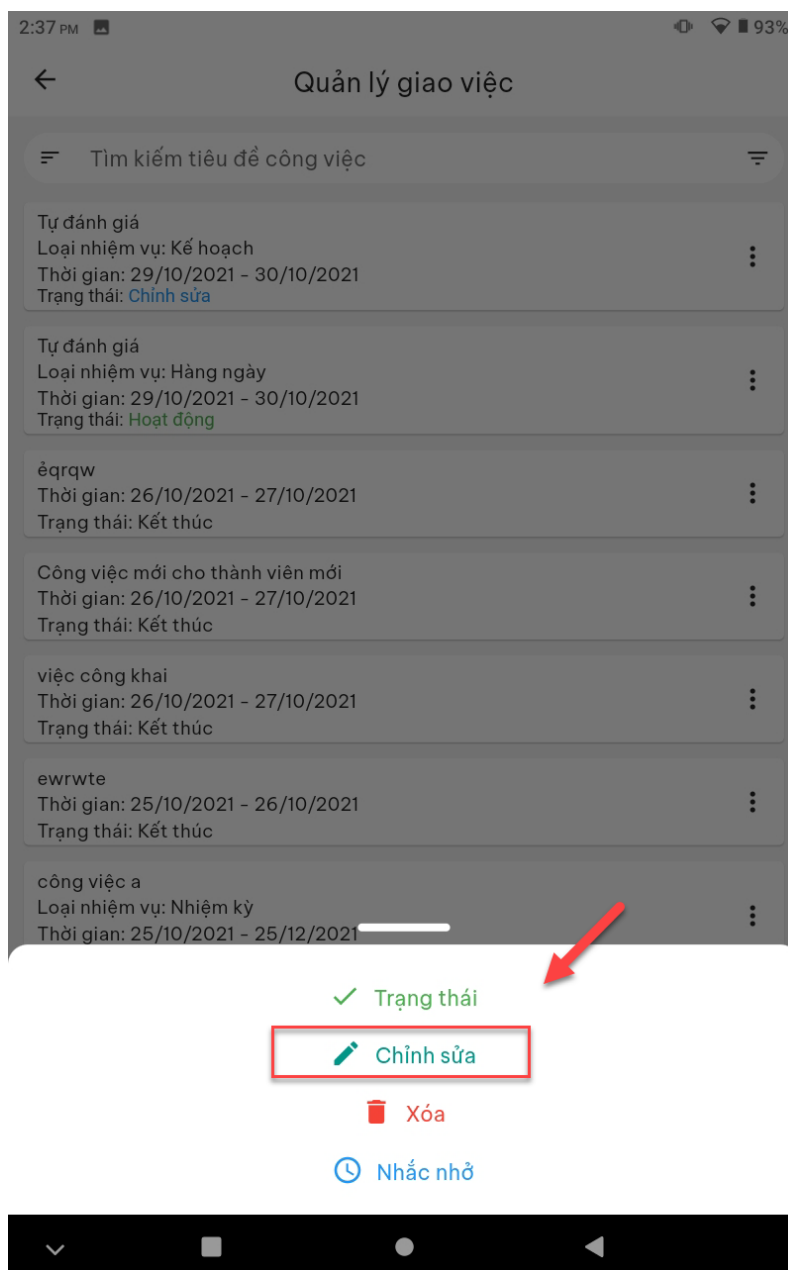 2:37 PM
93%
Quản lý giao việc
Tìm kiếm tiêu đề công việc
Tự đánh giá
Loại nhiệm vụ: Kế hoạch
Thời gian: 29/10/2021 - 30/10/2021
Trạng thái: Chỉnh sửa
Tự đánh giá
Loại nhiệm vụ: Hàng ngày
Thời gian: 29/10/2021 - 30/10/2021
Trạng thái: Hoạt động
ẻqrqw
Thời gian: 26/10/2021 - 27/10/2021
Trạng thái: Kết thúc
Công việc mới cho thành viên mới
Thời gian: 26/10/2021 - 27/10/2021
Trạng thái: Kết thúc
việc công khai
Thời gian: 26/10/2021 - 27/10/2021
Trạng thái: Kết thúc
ewrwte
Thời gian: 25/10/2021 - 26/10/2021
Trạng thái: Kết thúc
công việc a
Loại nhiệm vụ: Nhiệm kỳ
Thời gian: 25/10/2021 - 25/12/2021
Trạng thái
Chỉnh sửa
Xóa
Nhắc nhở